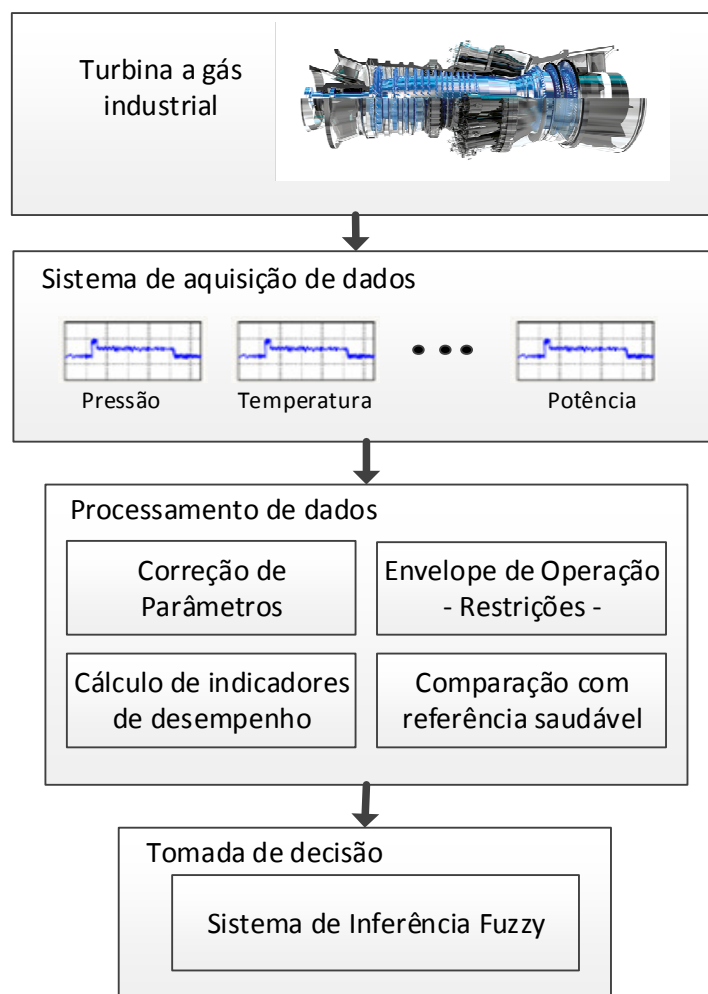 Turbina a gás
industrial
Sistema de aquisição de dados
Pressão
Temperatura
Potência
Processamento de dados
Correção de
Parâmetros
Envelope de Operação
- Restrições -
Cálculo de indicadores
de desempenho
Comparação com
referência saudável
Tomada de decisão
Sistema de Inferência Fuzzy